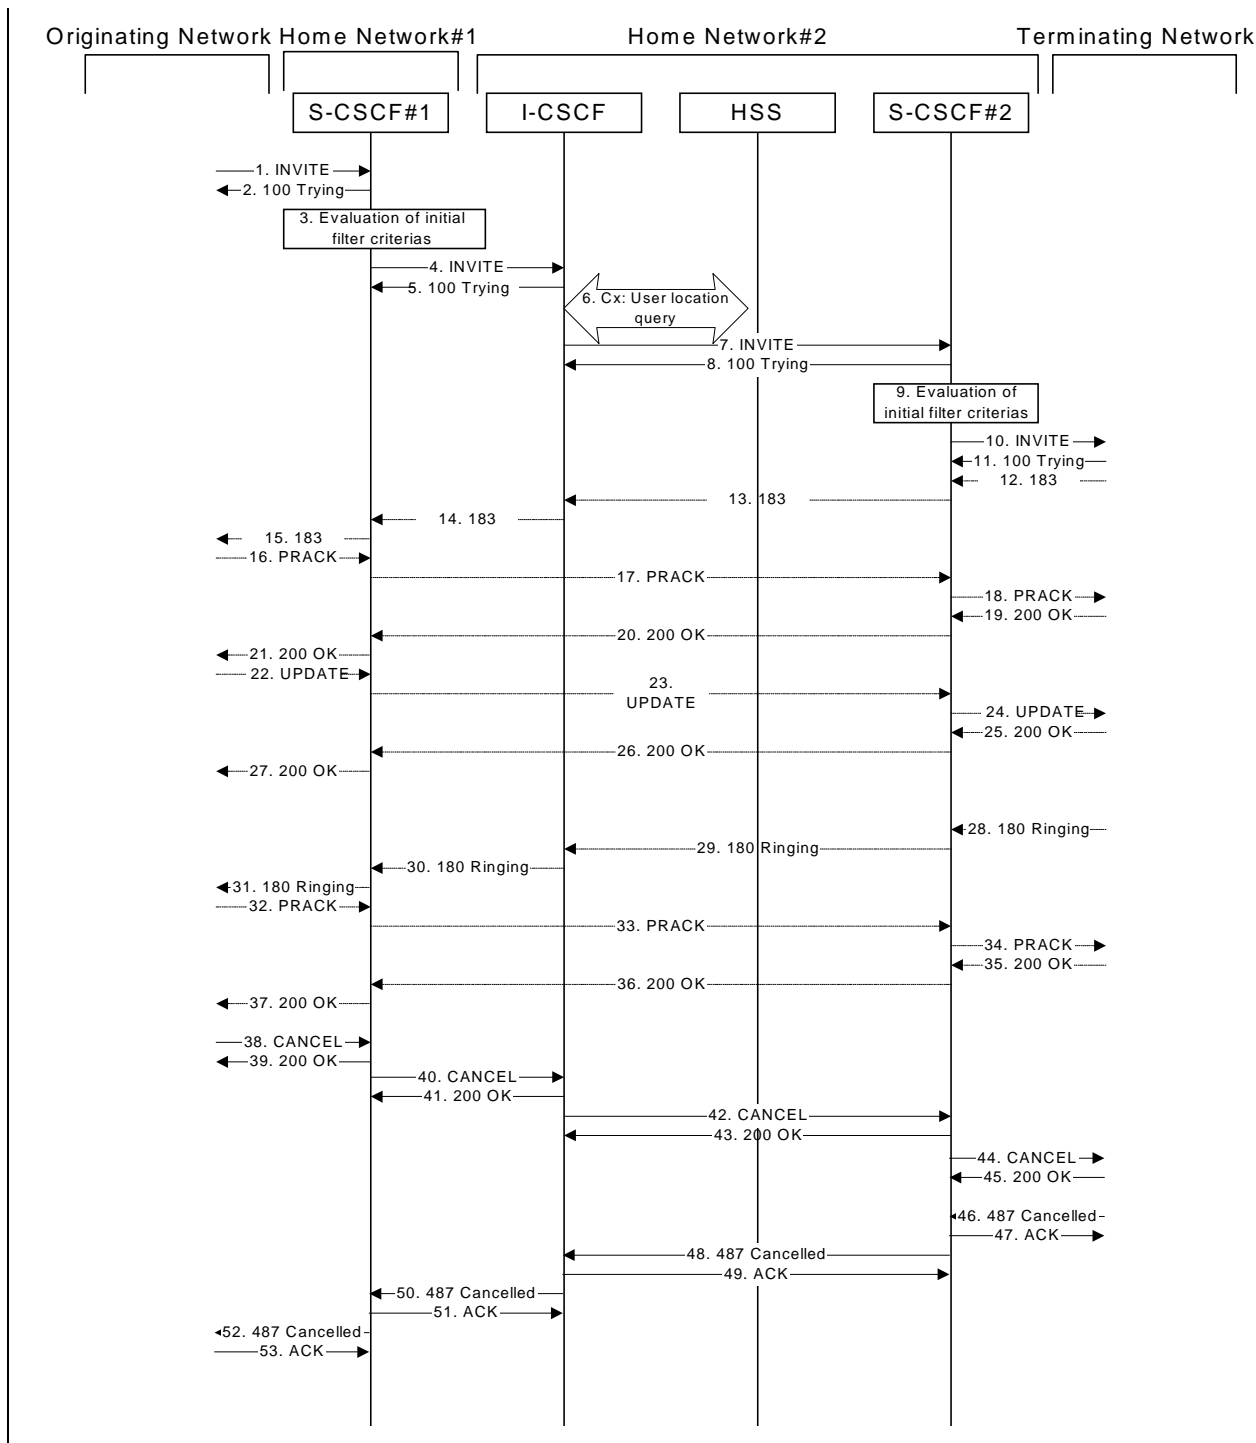 Originating Network Home Network#1 Home Network#2 Terminating Network
S-CSCF#1 I-CSCF HSS S-CSCF#2
1. INVITE
2. 100 Trying
3. Evaluation of initial
filter criterias
4. INVITE
5. 100 Trying
6. Cx: User location
query
7. INVITE
8. 100 Trying
9. Evaluation of
initial filter criterias
10. INVITE
11. 100 Trying
12. 183
13. 183
14. 183
15. 183
16. PRACK
17. PRACK
18. PRACK
19. 200 OK
20. 200 OK
21. 200 OK
22. UPDATE
23.
UPDATE
24. UPDATE
25. 200 OK
26. 200 OK
27. 200 OK
28. 180 Ringing
29. 180 Ringing
30. 180 Ringing
31. 180 Ringing
32. PRACK
33. PRACK
34. PRACK
35. 200 OK
36. 200 OK
37. 200 OK
38. CANCEL
39. 200 OK
40. CANCEL
41. 200 OK
42. CANCEL
43. 200 OK
44. CANCEL
45. 200 OK
46. 487 Cancelled
47. ACK
48. 487 Cancelled
49. ACK
50. 487 Cancelled
51. ACK
52. 487 Cancelled
53. ACK